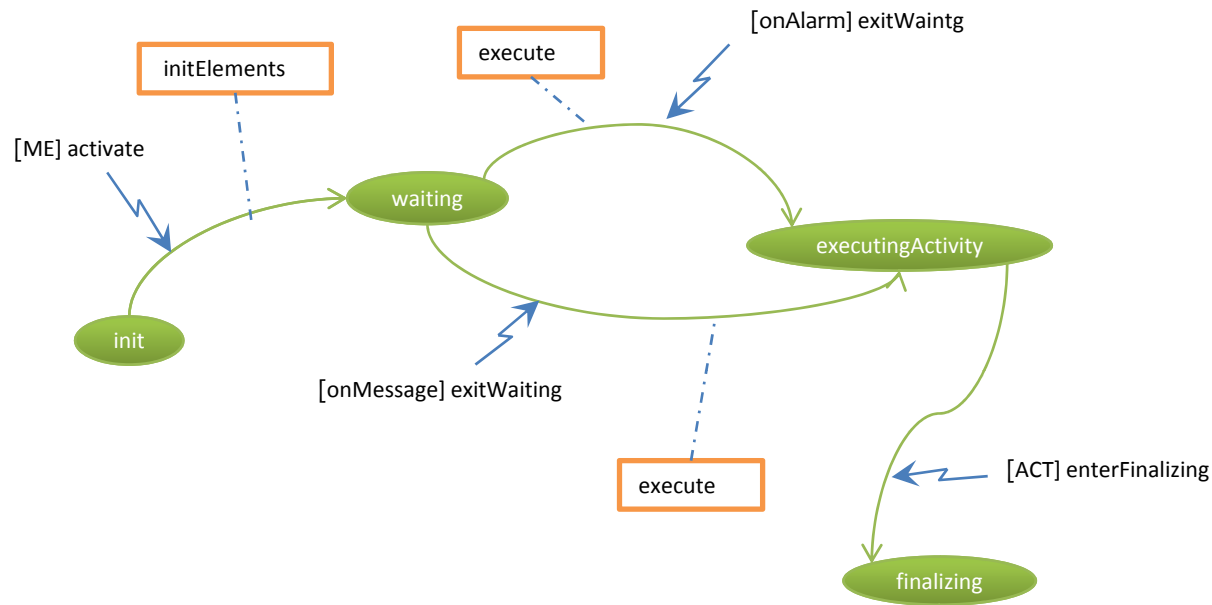 [onAlarm] exitWaintg
execute
initElements
[ME] activate
waiting
executingActivity
init
[onMessage] exitWaiting
execute
[ACT] enterFinalizing
finalizing